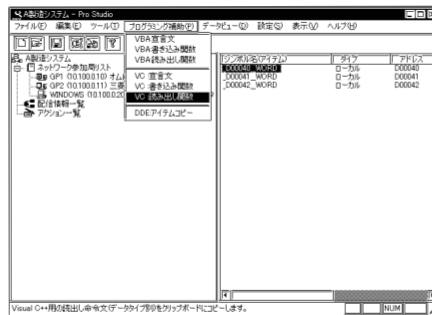 A製造システム - Pro Studio
ファイル(F) 編集(E) ツール(T) プログラミング補助(P) データビュー(D) 設定(S) 表示(V) ヘルプ(H)
VBA宣言文
VBA書き込み関数
VBA読み出し関数
VC 宣言文
VC 書き込み関数
VC 読み出し関数
DDE:アイテムコピー
A製造システム
ネットワーク参加局リスト
GP1 (10.100.0.10) オム
GP2 (10.100.0.11) 三菱
WINDOWS (10.100.0.20
配信情報一覧
アクション一覧
シンボル名(アイテム) タイプ アドレス
D00040_WORD ローカル D00040
_D00041_WORD ローカル D00041
_D00042_WORD ローカル D00042
Visual C++用の読出し命令文(データタイプ別)をクリップボードにコピーします。
NUM